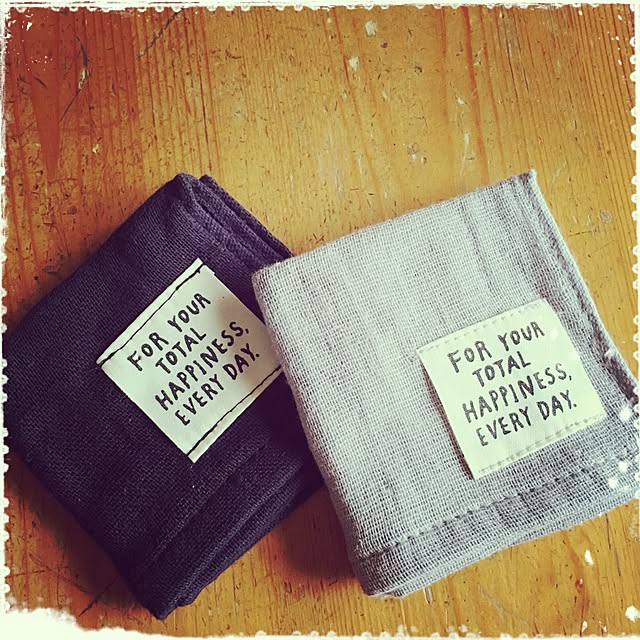 FOR YOUR
TOTAL
HAPPINESS,
EVERY DAY.
FOR YOUR
TOTAL
HAPPINESS,
EVERY DAY.